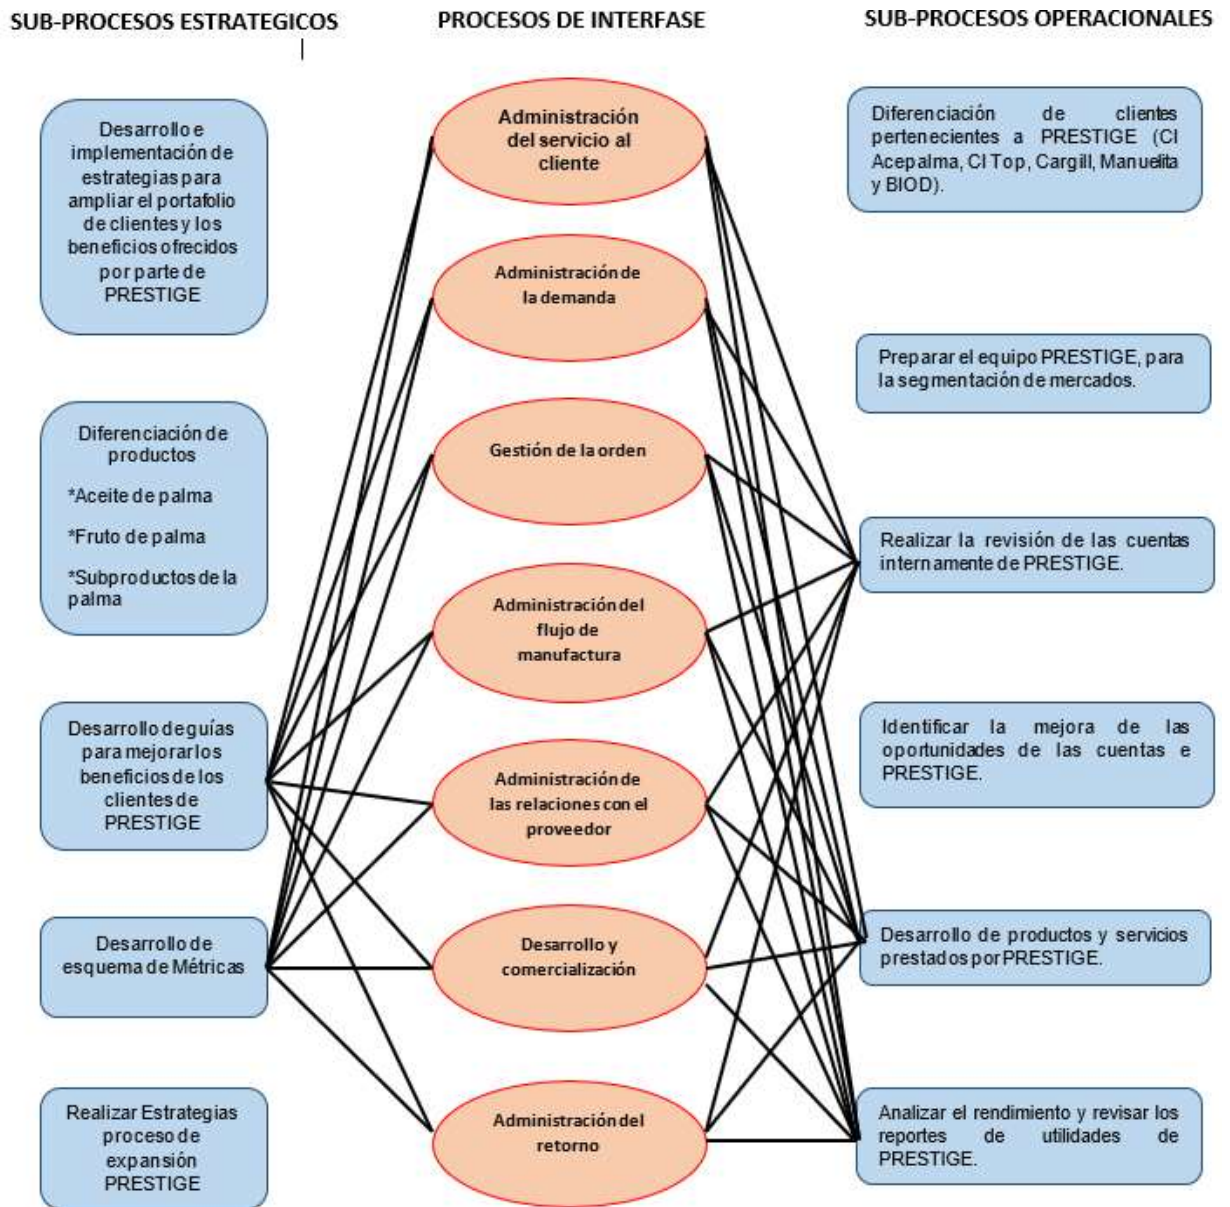 SUB-PROCESOS ESTRATEGICOS
PROCESOS DE INTERFASE
SUB-PROCESOS OPERACIONALES
Desarrollo e
implementación de
estrategias para
ampliar el portafolio
de clientes y los
beneficios ofrecidos
por parte de
PRESTIGE
Diferenciación de
productos
*Aceite de palma
*Fruto de palma
*Subproductos de la
palma
Desarrollo de guías
para mejorar los
beneficios de los
clientes de
PRESTIGE
Desarrollo de
esquema de Métricas
Realizar Estrategias
proceso de
expansión
PRESTIGE
Administración
del servicio al
cliente
Administración de
la demanda
Gestión de la orden
Administración del
flujo de
manufactura
Administración de
las relaciones con el
proveedor
Desarrollo y
comercialización
Administración del
retorno
Diferenciación de clientes
pertenecientes a PRESTIGE (CI
Acepalma, CI Top, Cargill, Manuelita
y BIOD).
Preparar el equipo PRESTIGE, para
la segmentación de mercados.
Realizar la revisión de las cuentas
internamente de PRESTIGE.
Identificar la mejora de las
oportunidades de las cuentas e
PRESTIGE.
Desarrollo de productos y servicios
prestados por PRESTIGE.
Analizar el rendimiento y revisar los
reportes de utilidades de
PRESTIGE.